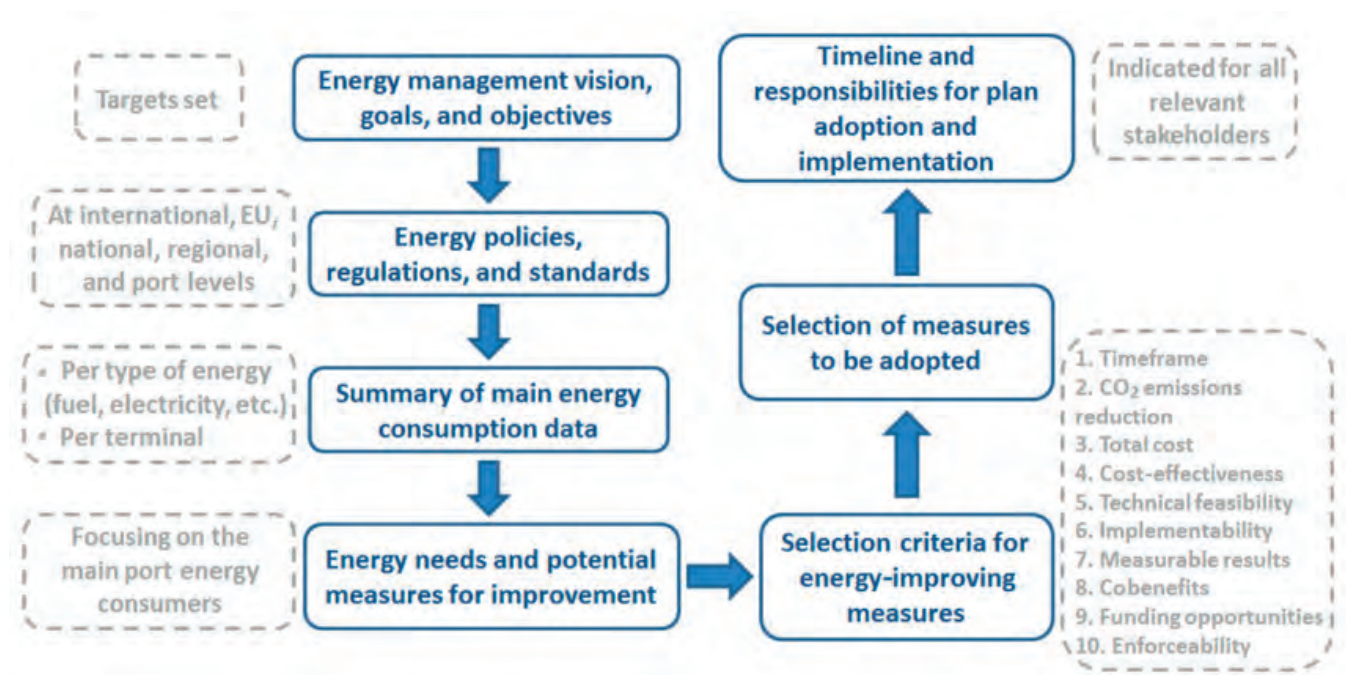 Targets set
Energy management vision,
goals, and objectives
At international, EU,
national, regional,
and port levels
Energy policies,
regulations, and standards
• Per type of energy
(fuel, electricity, etc.)
• Per terminal
Summary of main energy
consumption data
Focusing on the
main port energy
consumers
Energy needs and potential
measures for improvement
Selection criteria for
energy-improving
measures
1. Timeframe
2. CO₂ emissions
reduction
3. Total cost
4. Cost-effectiveness
5. Technical feasibility
6. Implementability
7. Measurable results
8. Cobenefits
9. Funding opportunities
10. Enforceability
Selection of measures
to be adopted
Timeline and
responsibilities for plan
adoption and
implementation
Indicated for all
relevant
stakeholders